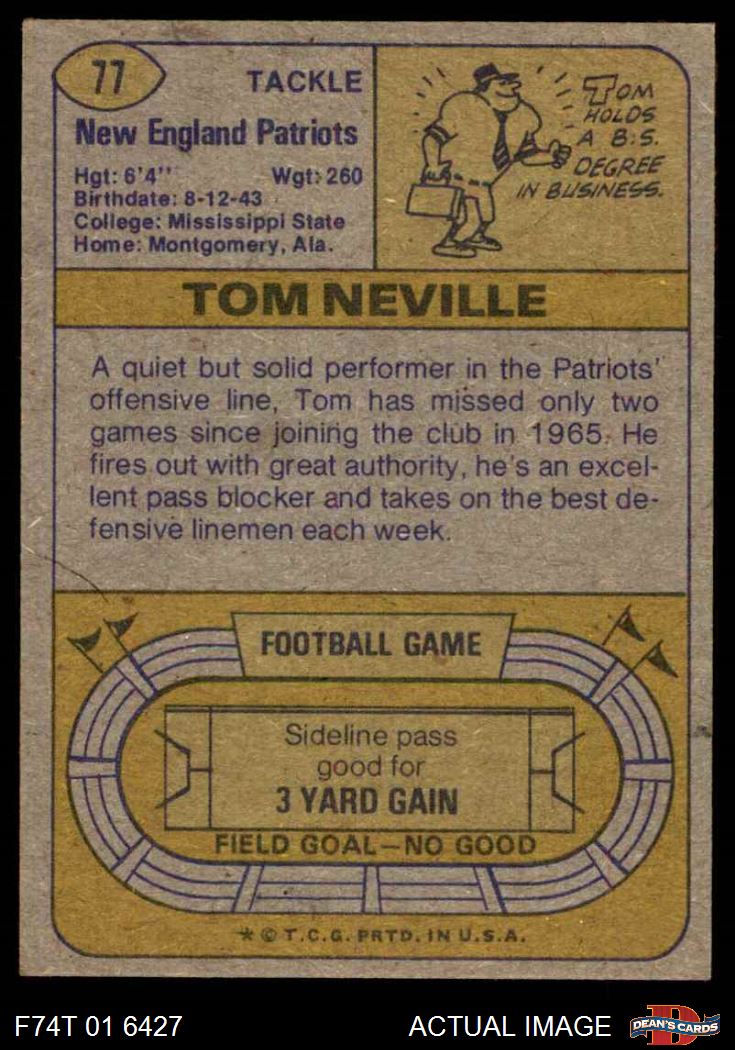 77
TACKLE
New England Patriots
Hgt: 6'4" Wgt: 260
Birthdate: 8-12-43
College: Mississippi State
Home: Montgomery, Ala.
TOM
HOLDS
A B.S.
DEGREE
IN BUSINESS.
TOM NEVILLE
A quiet but solid performer in the Patriots'
offensive line, Tom has missed only two
games since joining the club in 1965. He
fires out with great authority, he's an excel-
lent pass blocker and takes on the best de-
fensive linemen each week.
FOOTBALL GAME
Sideline pass
good for
3 YARD GAIN
FIELD GOAL—NO GOOD
* © T.C.G. PRTD. IN U.S.A.
F74T 01 6427 ACTUAL IMAGE
D
DEAN'S CARDS